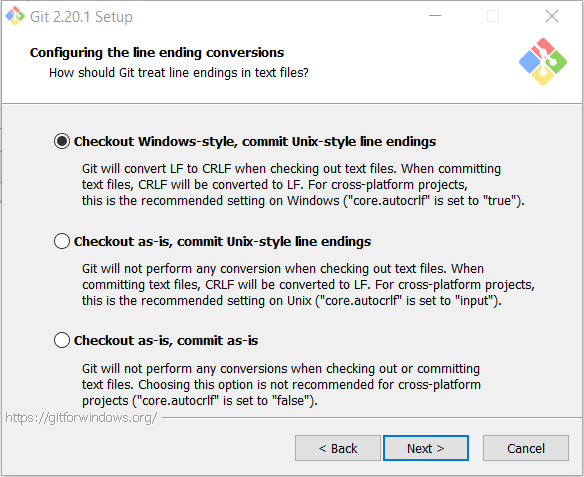 Git 2.20.1 Setup
Configuring the line ending conversions
How should Git treat line endings in text files?
Checkout Windows-style, commit Unix-style line endings
Git will convert LF to CRLF when checking out text files. When committing
text files, CRLF will be converted to LF. For cross-platform projects,
this is the recommended setting on Windows ("core.autocrlf" is set to "true").
Checkout as-is, commit Unix-style line endings
Git will not perform any conversion when checking out text files. When
committing text files, CRLF will be converted to LF. For cross-platform projects,
this is the recommended setting on Unix ("core.autocrlf" is set to "input").
Checkout as-is, commit as-is
Git will not perform any conversions when checking out or committing
text files. Choosing this option is not recommended for cross-platform
projects ("core.autocrlf" is set to "false").
https://gitforwindows.org/
< Back Next > Cancel